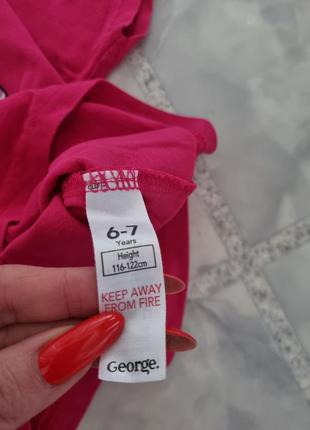 6-7
Years
Height
116-122cm
KEEP AWAY
FROM FIRE
George.